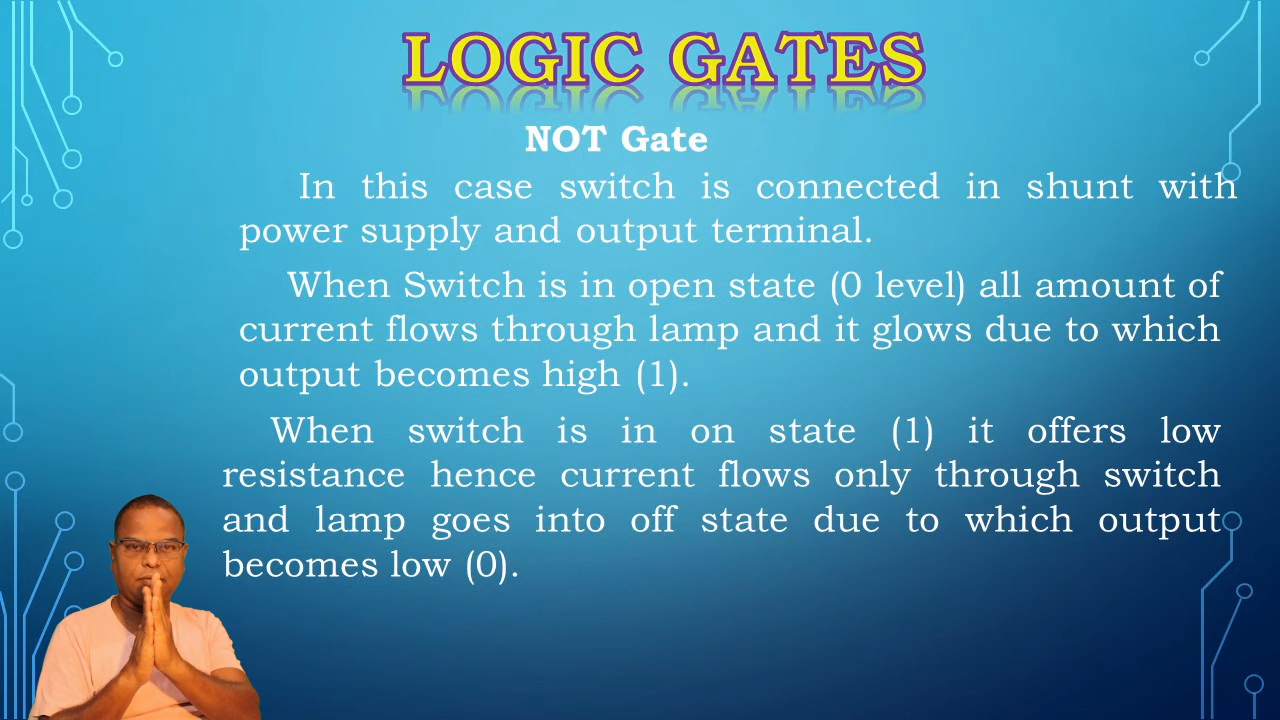 LOGIC GATES
NOT Gate
In this case switch is connected in shunt with
power supply and output terminal.
When Switch is in open state (0 level) all amount of
current flows through lamp and it glows due to which
output becomes high (1).
When switch is in on state (1) it offers low
resistance hence current flows only through switch
and lamp goes into off state due to which output
becomes low (0).